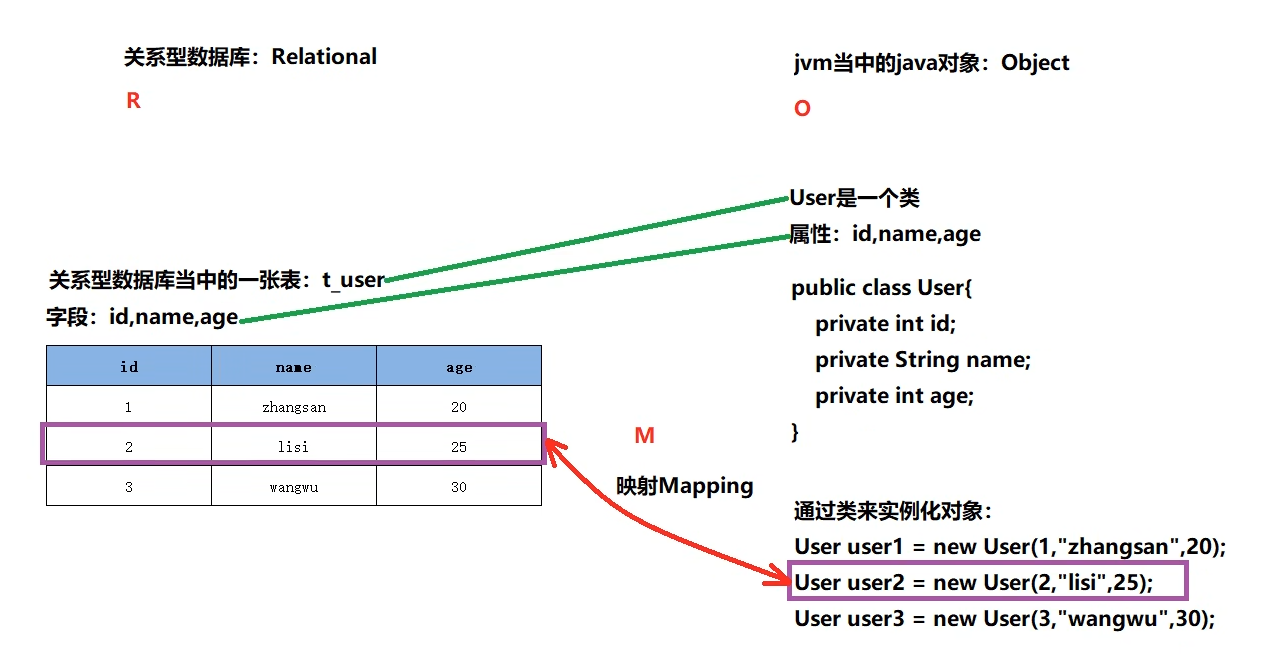 关系型数据库：Relational
R
关系型数据库当中的一张表：t_user
字段：id,name,age
id name age
1 zhangsan 20
2 lisi 25
3 wangwu 30
M
映射Mapping
jvm当中的java对象：Object
O
User是一个类
属性：id,name,age
public class User{
private int id;
private String name;
private int age;
}
通过类来实例化对象：
User user1 = new User(1,"zhangsan",20);
User user2 = new User(2,"lisi",25);
User user3 = new User(3,"wangwu",30);